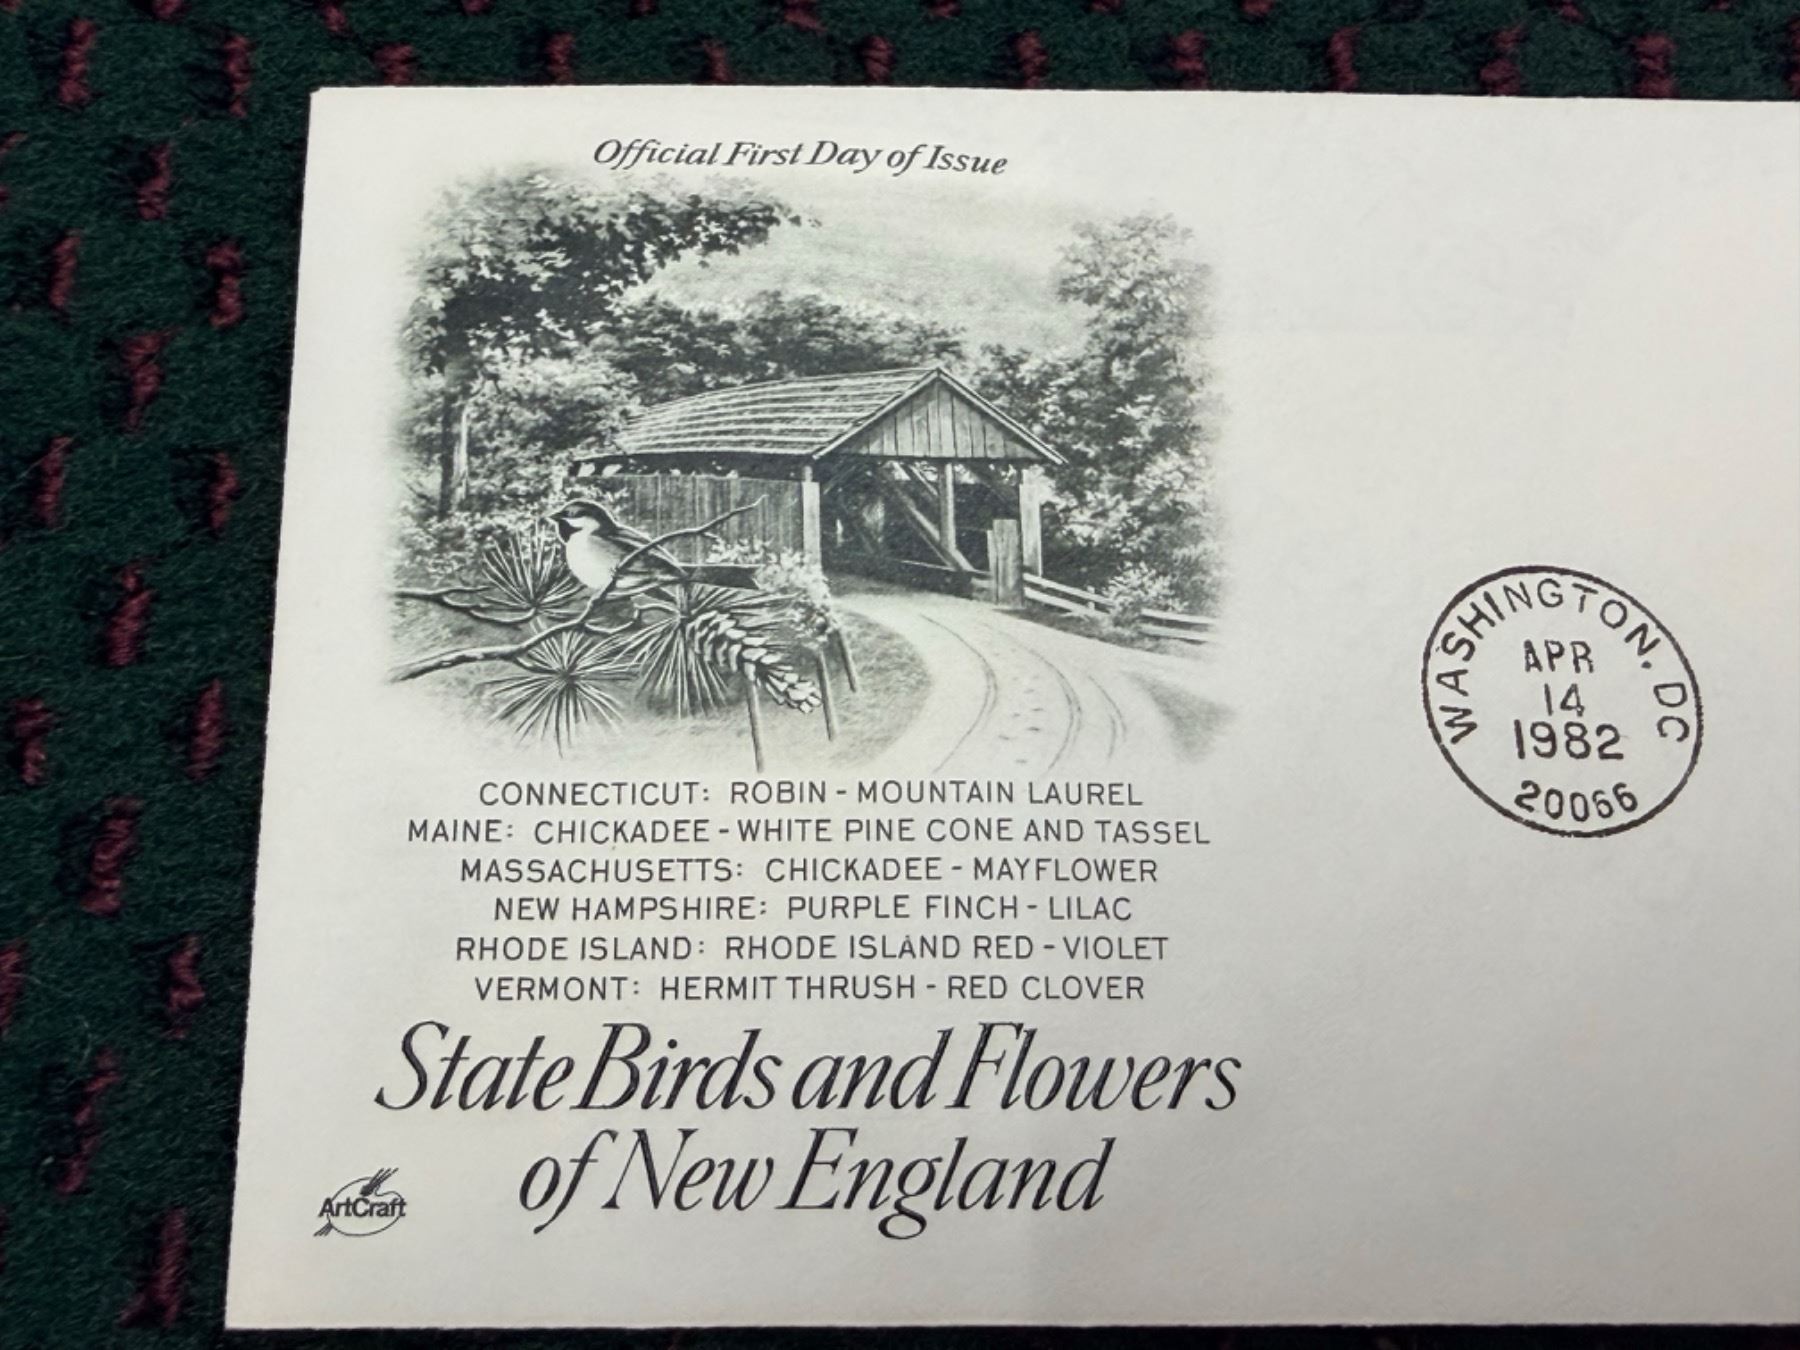 Official First Day of Issue
CONNECTICUT: ROBIN - MOUNTAIN LAUREL
MAINE: CHICKADEE - WHITE PINE CONE AND TASSEL
MASSACHUSETTS: CHICKADEE - MAYFLOWER
NEW HAMPSHIRE: PURPLE FINCH - LILAC
RHODE ISLAND: RHODE ISLAND RED - VIOLET
VERMONT: HERMIT THRUSH - RED CLOVER
State Birds and Flowers
of New England
ArtCraft
WASHINGTON, DC
APR
14
1982
20066